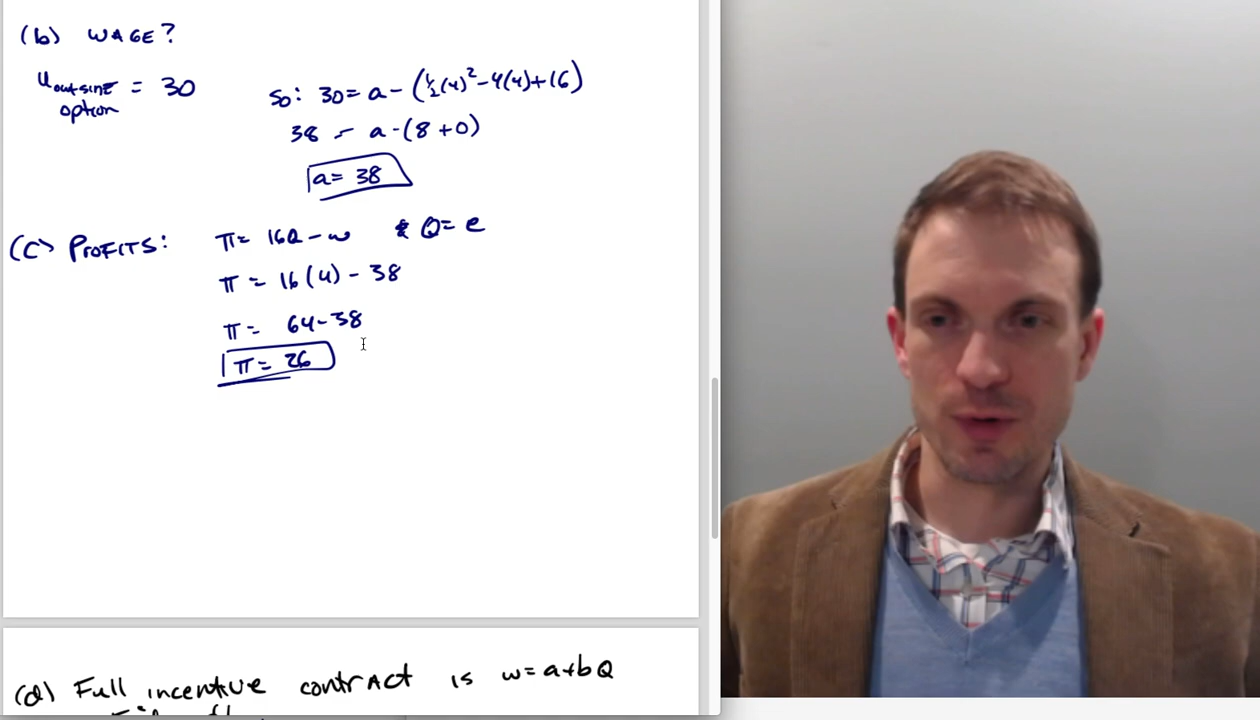 (b) WAGE?
Uoutside option = 30
So: 30 = a - (½(4)² - 4(4) + 16)
38 = a - (8 + 0)
a = 38
(c) PROFITS: π = 16Q - w & Q = e
π = 16(4) - 38
π = 64 - 38
π = 26
(d) Full incentive contract is w = a + bQ